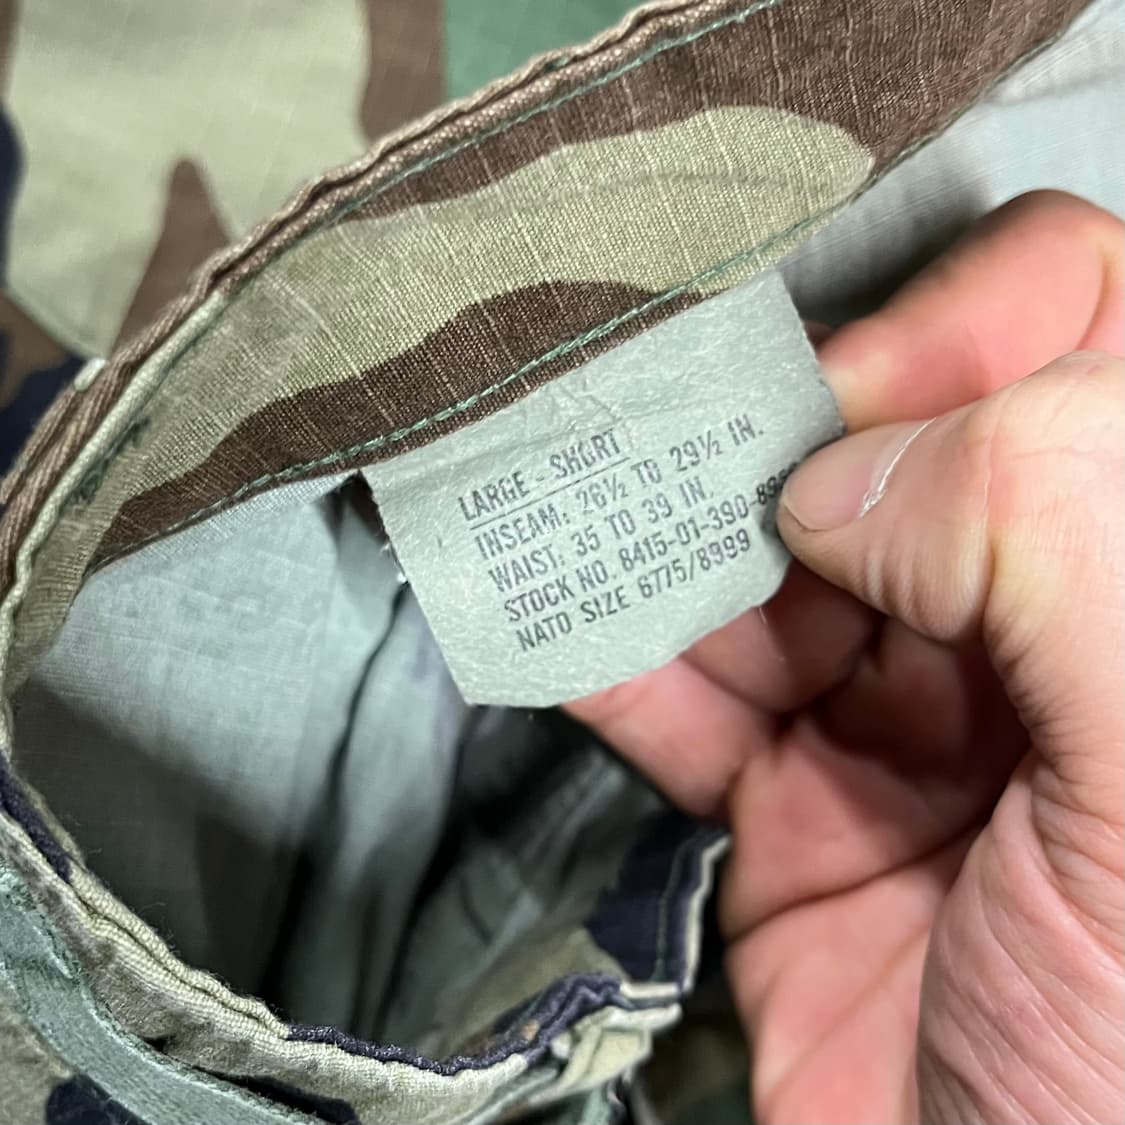 LARGE - SHORT
INSEAM: 26½ TO 29½ IN.
WAIST: 35 TO 39 IN.
STOCK NO. 8415-01-390-
NATO SIZE 6775/8999